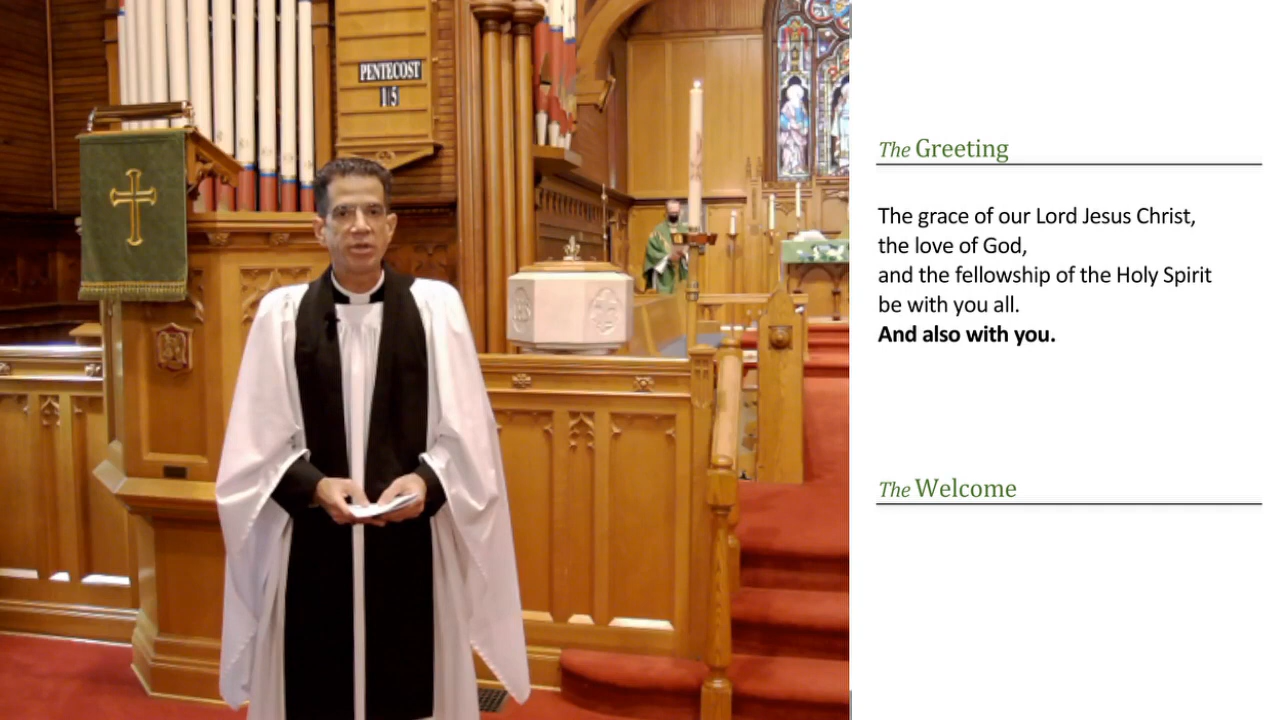 PENTECOST
15
The Greeting
The grace of our Lord Jesus Christ,
the love of God,
and the fellowship of the Holy Spirit
be with you all.
And also with you.
The Welcome